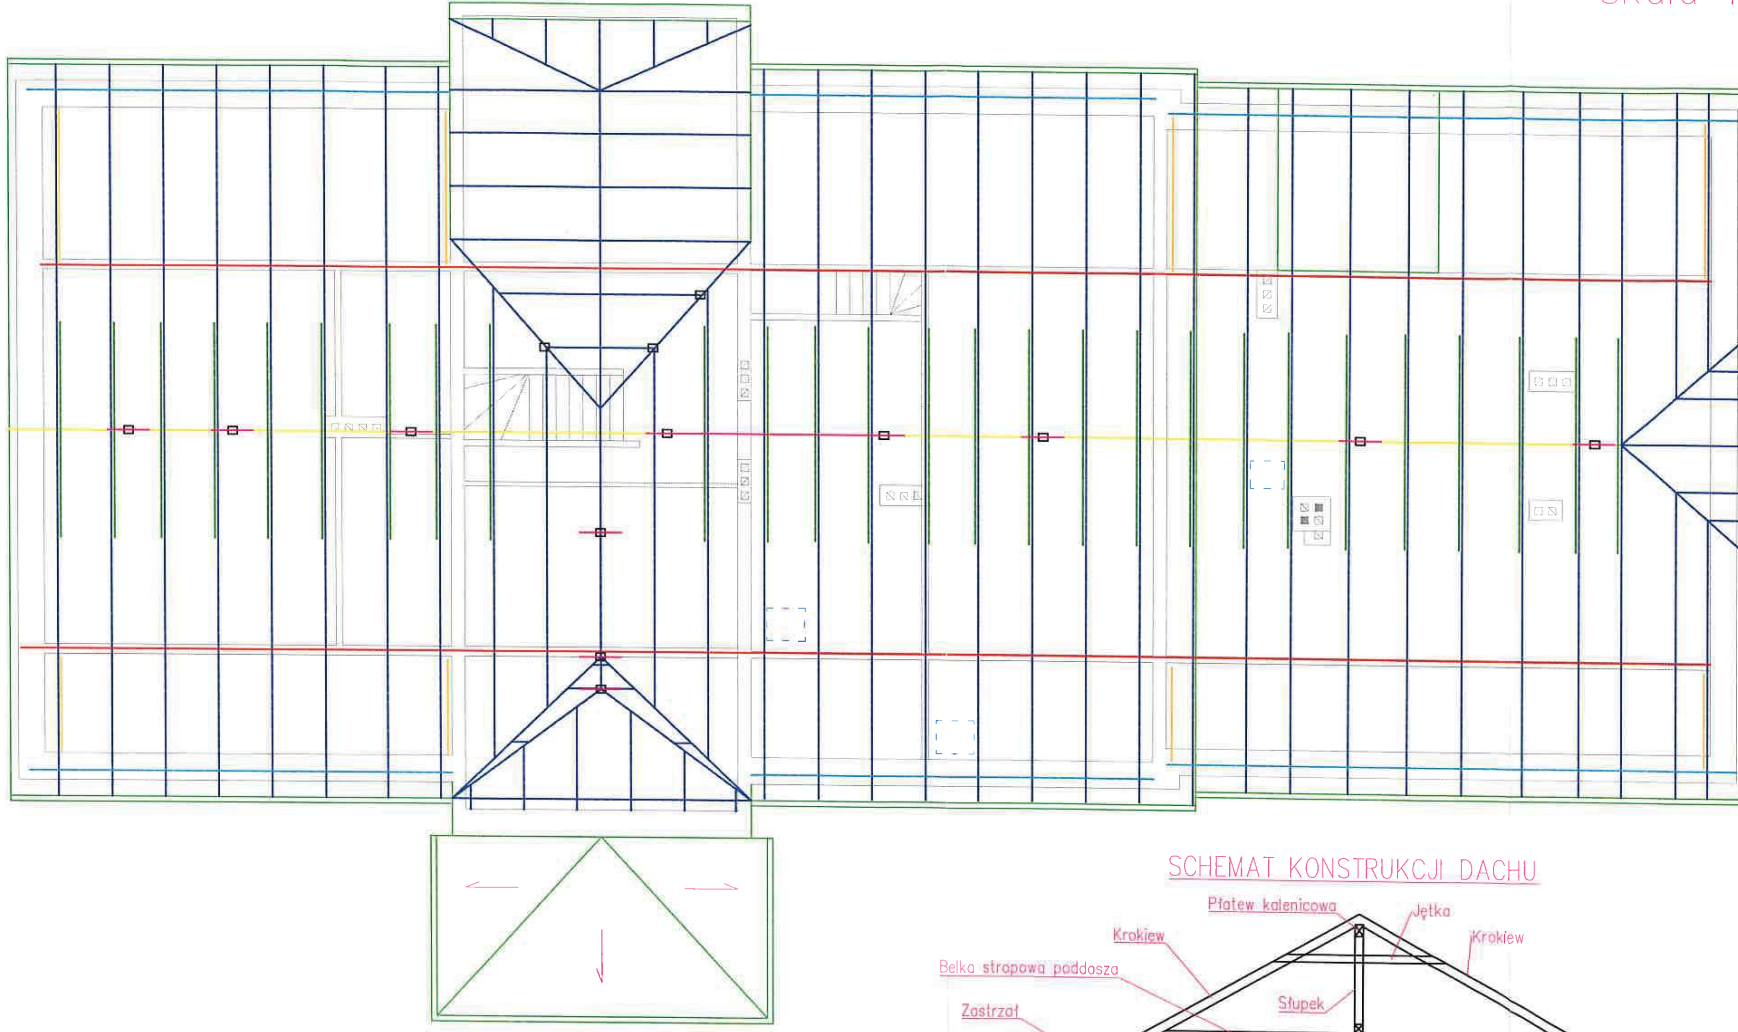 SCHEMAT KONSTRUKCJI DACHU
Płatew kalenicowa
Jętka
Krokiew
Krokiew
Belka stropowa poddasza
Słupek
Zastrzał